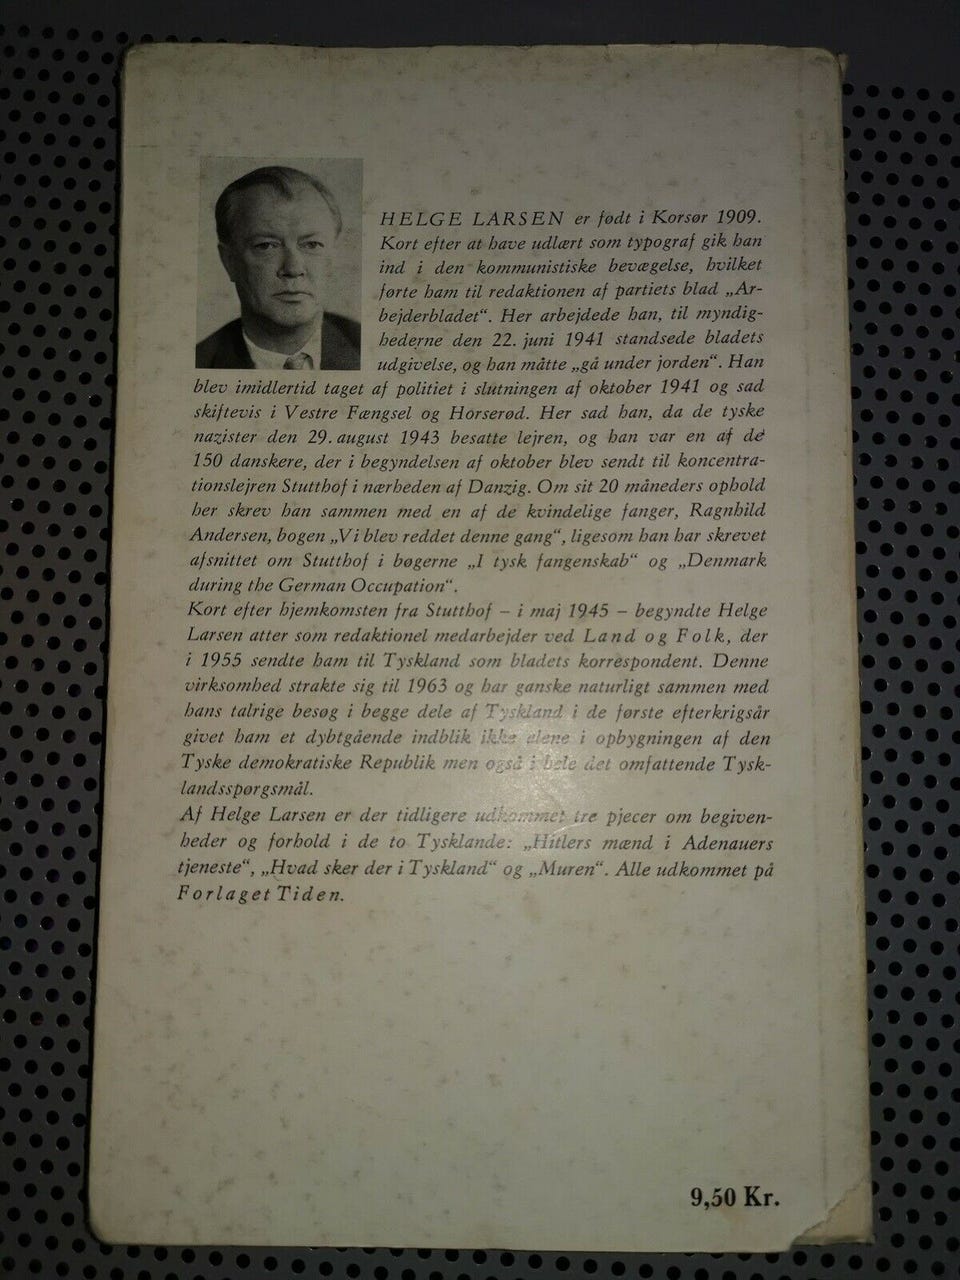 HELGE LARSEN er født i Korsør 1909.
Kort efter at have udlært som typograf gik han
ind i den kommunistiske bevægelse, hvilket
førte ham til redaktionen af partiets blad „Ar-
bejderbladet“. Her arbejdede han, til myndig-
hederne den 22. juni 1941 standsede bladets
udgivelse, og han måtte „gå under jorden“. Han
blev imidlertid taget af politiet i slutningen af oktober 1941 og sad
skiftevis i Vestre Fængsel og Horserød. Her sad han, da de tyske
nazister den 29. august 1943 besatte lejren, og han var en af de
150 danskere, der i begyndelsen af oktober blev sendt til koncentra-
tionslejren Stutthof i nærheden af Danzig. Om sit 20 måneders ophold
her skrev han sammen med en af de kvindelige fanger, Ragnhild
Andersen, bogen „Vi blev reddet denne gang“, ligesom han har skrevet
afsnittet om Stutthof i bøgerne „I tysk fangenskab“ og „Denmark
during the German Occupation“.
Kort efter hjemkomsten fra Stutthof – i maj 1945 – begyndte Helge
Larsen atter som redaktionel medarbejder ved Land og Folk, der
i 1955 sendte ham til Tyskland som bladets korrespondent. Denne
virksomhed strakte sig til 1963 og har ganske naturligt sammen med
hans talrige besøg i begge dele af Tyskland i de første efterkrigsår
givet ham et dybtgående indblik ikke alene i opbygningen af den
Tyske demokratiske Republik men også i hele det omfattende Tysk-
landsspørgsmål.
Af Helge Larsen er der tidligere udkommet tre pjecer om begiven-
heder og forhold i de to Tysklande: „Hitlers mænd i Adenauers
tjeneste“, „Hvad sker der i Tyskland“ og „Muren“. Alle udkommet på
Forlaget Tiden.
9,50 Kr.